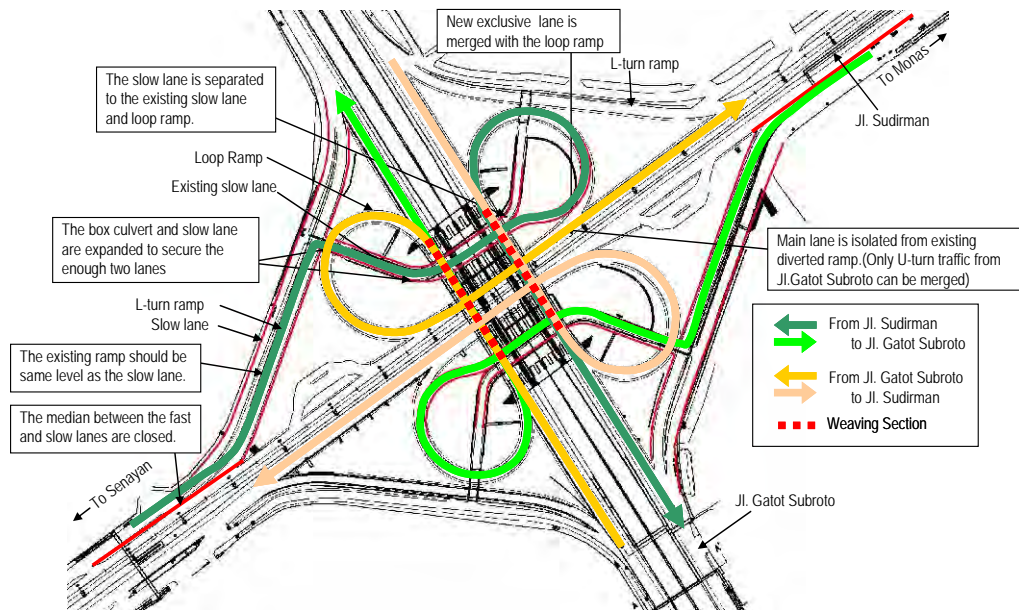 New exclusive lane is
merged with the loop ramp
L-turn ramp
To Monas
Jl. Sudirman
The slow lane is separated
to the existing slow lane
and loop ramp.
Loop Ramp
Existing slow lane
The box culvert and slow lane
are expanded to secure the
enough two lanes
Main lane is isolated from existing
diverted ramp.(Only U-turn traffic from
Jl.Gatot Subroto can be merged)
L-turn ramp
Slow lane
The existing ramp should be
same level as the slow lane.
The median between the fast
and slow lanes are closed.
From Jl. Sudirman
to Jl. Gatot Subroto
From Jl. Gatot Subroto
to Jl. Sudirman
Weaving Section
To Senayan
Jl. Gatot Subroto